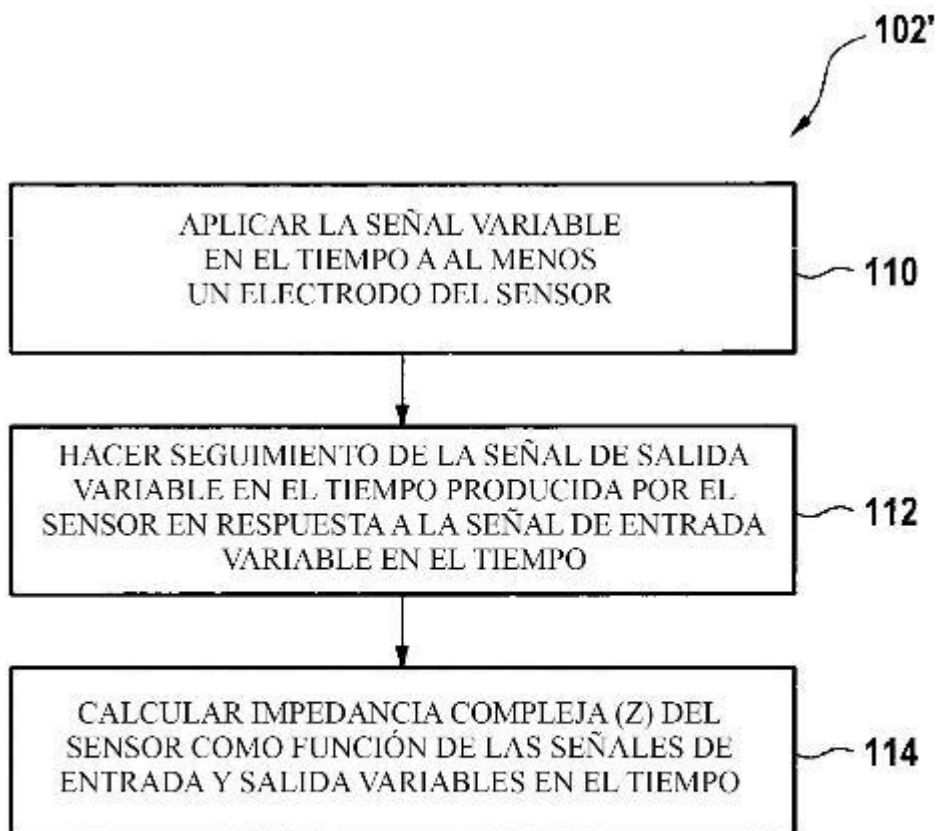 102'
APLICAR LA SEÑAL VARIABLE
EN EL TIEMPO A AL MENOS
UN ELECTRODO DEL SENSOR
110
HACER SEGUIMIENTO DE LA SEÑAL DE SALIDA
VARIABLE EN EL TIEMPO PRODUCIDA POR EL
SENSOR EN RESPUESTA A LA SEÑAL DE ENTRADA
VARIABLE EN EL TIEMPO
112
CALCULAR IMPEDANCIA COMPLEJA (Z) DEL
SENSOR COMO FUNCIÓN DE LAS SEÑALES DE
ENTRADA Y SALIDA VARIABLES EN EL TIEMPO
114